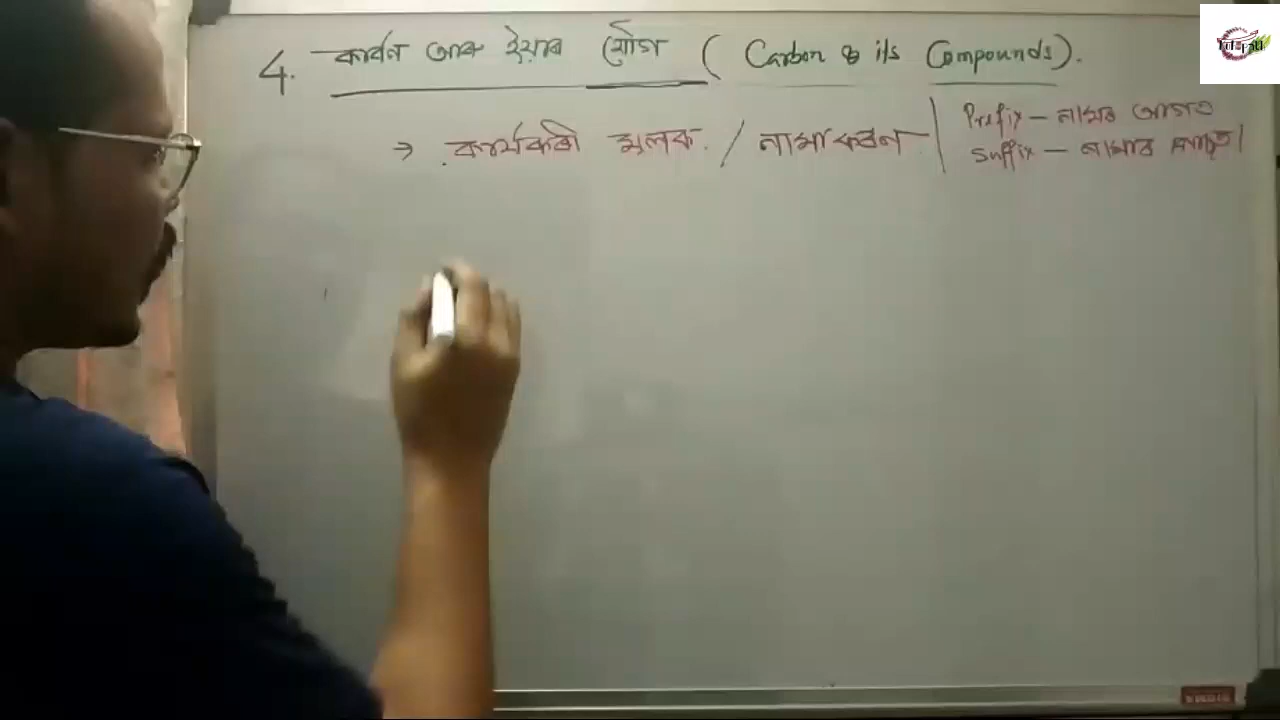 4. কাৰ্বন আৰু ইয়াৰ যৌগ ( Carbon & its Compounds ).
→ কাৰ্যকৰী মূলক. / নামাকৰণ
Prefix – নামৰ আগত
Suffix – নামৰ পাছত।